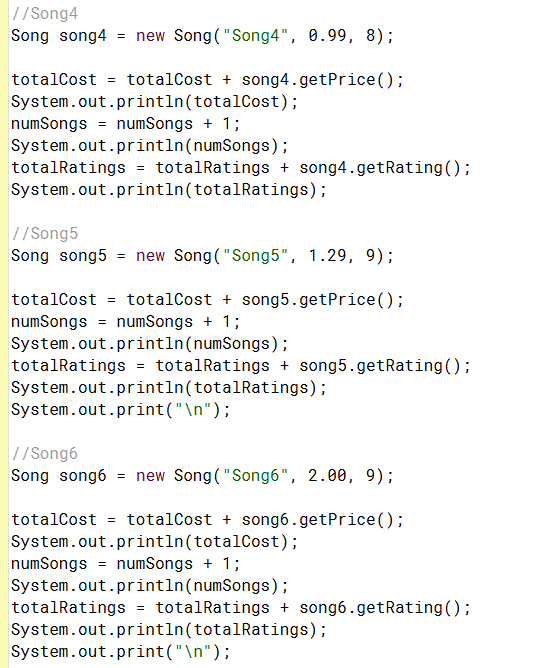 //Song4
Song song4 = new Song("Song4", 0.99, 8);
totalCost = totalCost + song4.getPrice();
System.out.println(totalCost);
numSongs = numSongs + 1;
System.out.println(numSongs);
totalRatings = totalRatings + song4.getRating();
System.out.println(totalRatings);
//Song5
Song song5 = new Song("Song5", 1.29, 9);
totalCost = totalCost + song5.getPrice();
numSongs = numSongs + 1;
System.out.println(numSongs);
totalRatings = totalRatings + song5.getRating();
System.out.println(totalRatings);
System.out.print("\n");
//Song6
Song song6 = new Song("Song6", 2.00, 9);
totalCost = totalCost + song6.getPrice();
System.out.println(totalCost);
numSongs = numSongs + 1;
System.out.println(numSongs);
totalRatings = totalRatings + song6.getRating();
System.out.println(totalRatings);
System.out.print("\n");